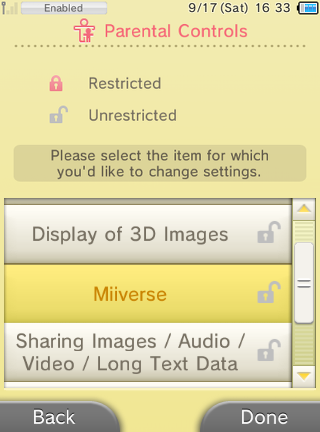 Enabled 9/17 (Sat) 16 33
Parental Controls
Restricted
Unrestricted
Please select the item for which
you'd like to change settings.
Display of 3D Images
Miiverse
Sharing Images / Audio /
Video / Long Text Data
Back Done